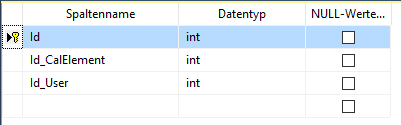 Spaltenname Datentyp NULL-Werte...
Id int
Id_CalElement int
Id_User int